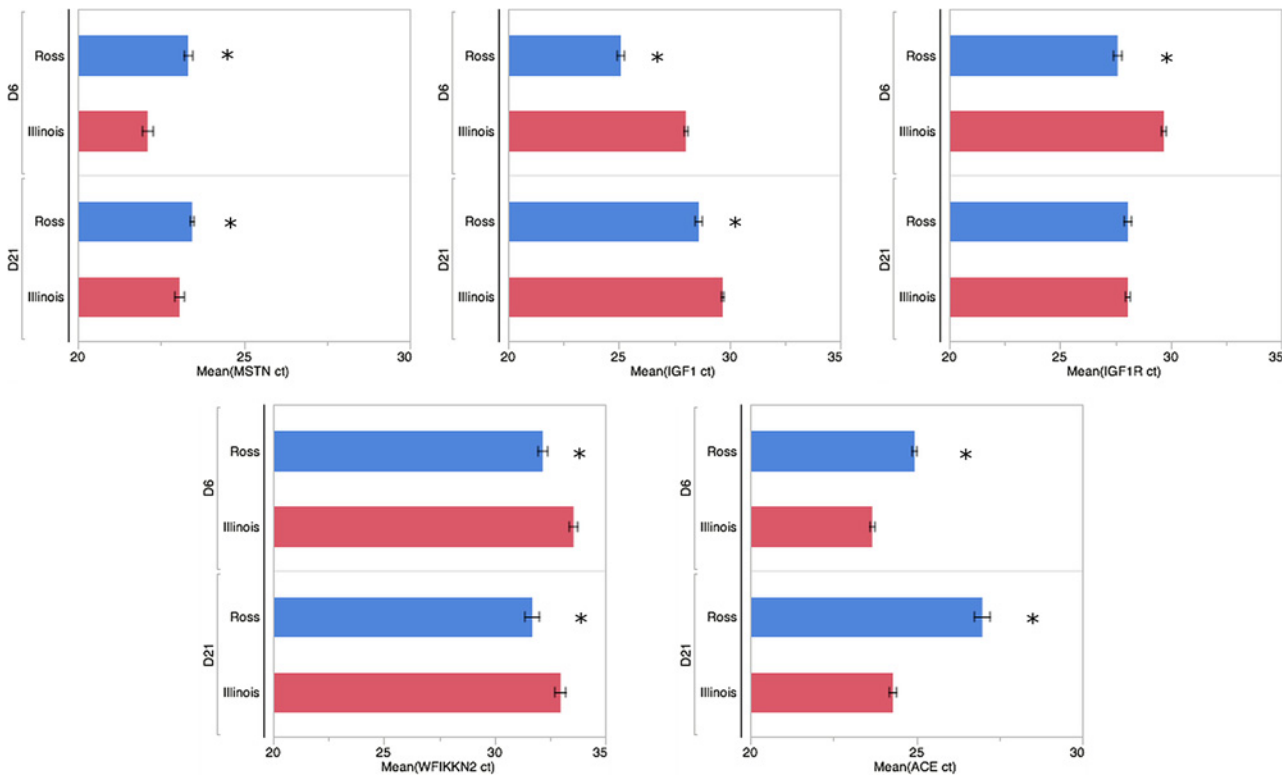 D6
Ross
*
Illinois
D21
Ross
*
Illinois
20 25 30
Mean(MSTN ct)
D6
Ross
*
Illinois
D21
Ross
*
Illinois
20 25 30 35
Mean(IGF1 ct)
D6
Ross
*
Illinois
D21
Ross
Illinois
20 25 30 35
Mean(IGF1R ct)
D6
Ross
*
Illinois
D21
Ross
*
Illinois
20 25 30 35
Mean(WFIKKN2 ct)
D6
Ross
*
Illinois
D21
Ross
*
Illinois
20 25 30
Mean(ACE ct)